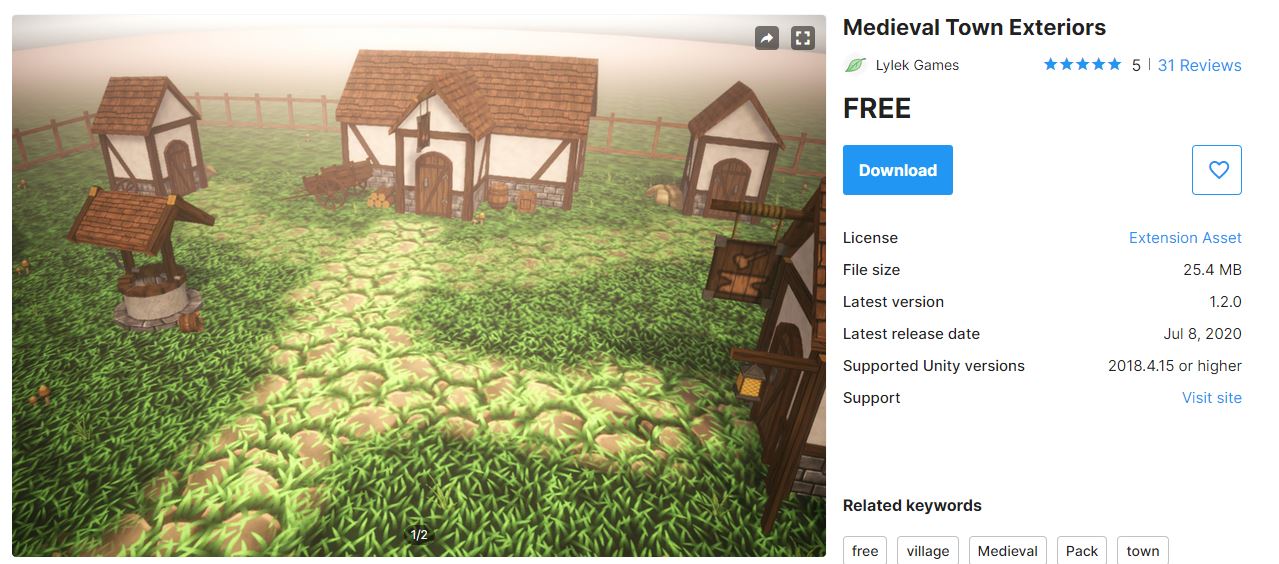 Medieval Town Exteriors
Lylek Games 5 | 31 Reviews
FREE
Download
License Extension Asset
File size 25.4 MB
Latest version 1.2.0
Latest release date Jul 8, 2020
Supported Unity versions 2018.4.15 or higher
Support Visit site
Related keywords
free village Medieval Pack town
1/2